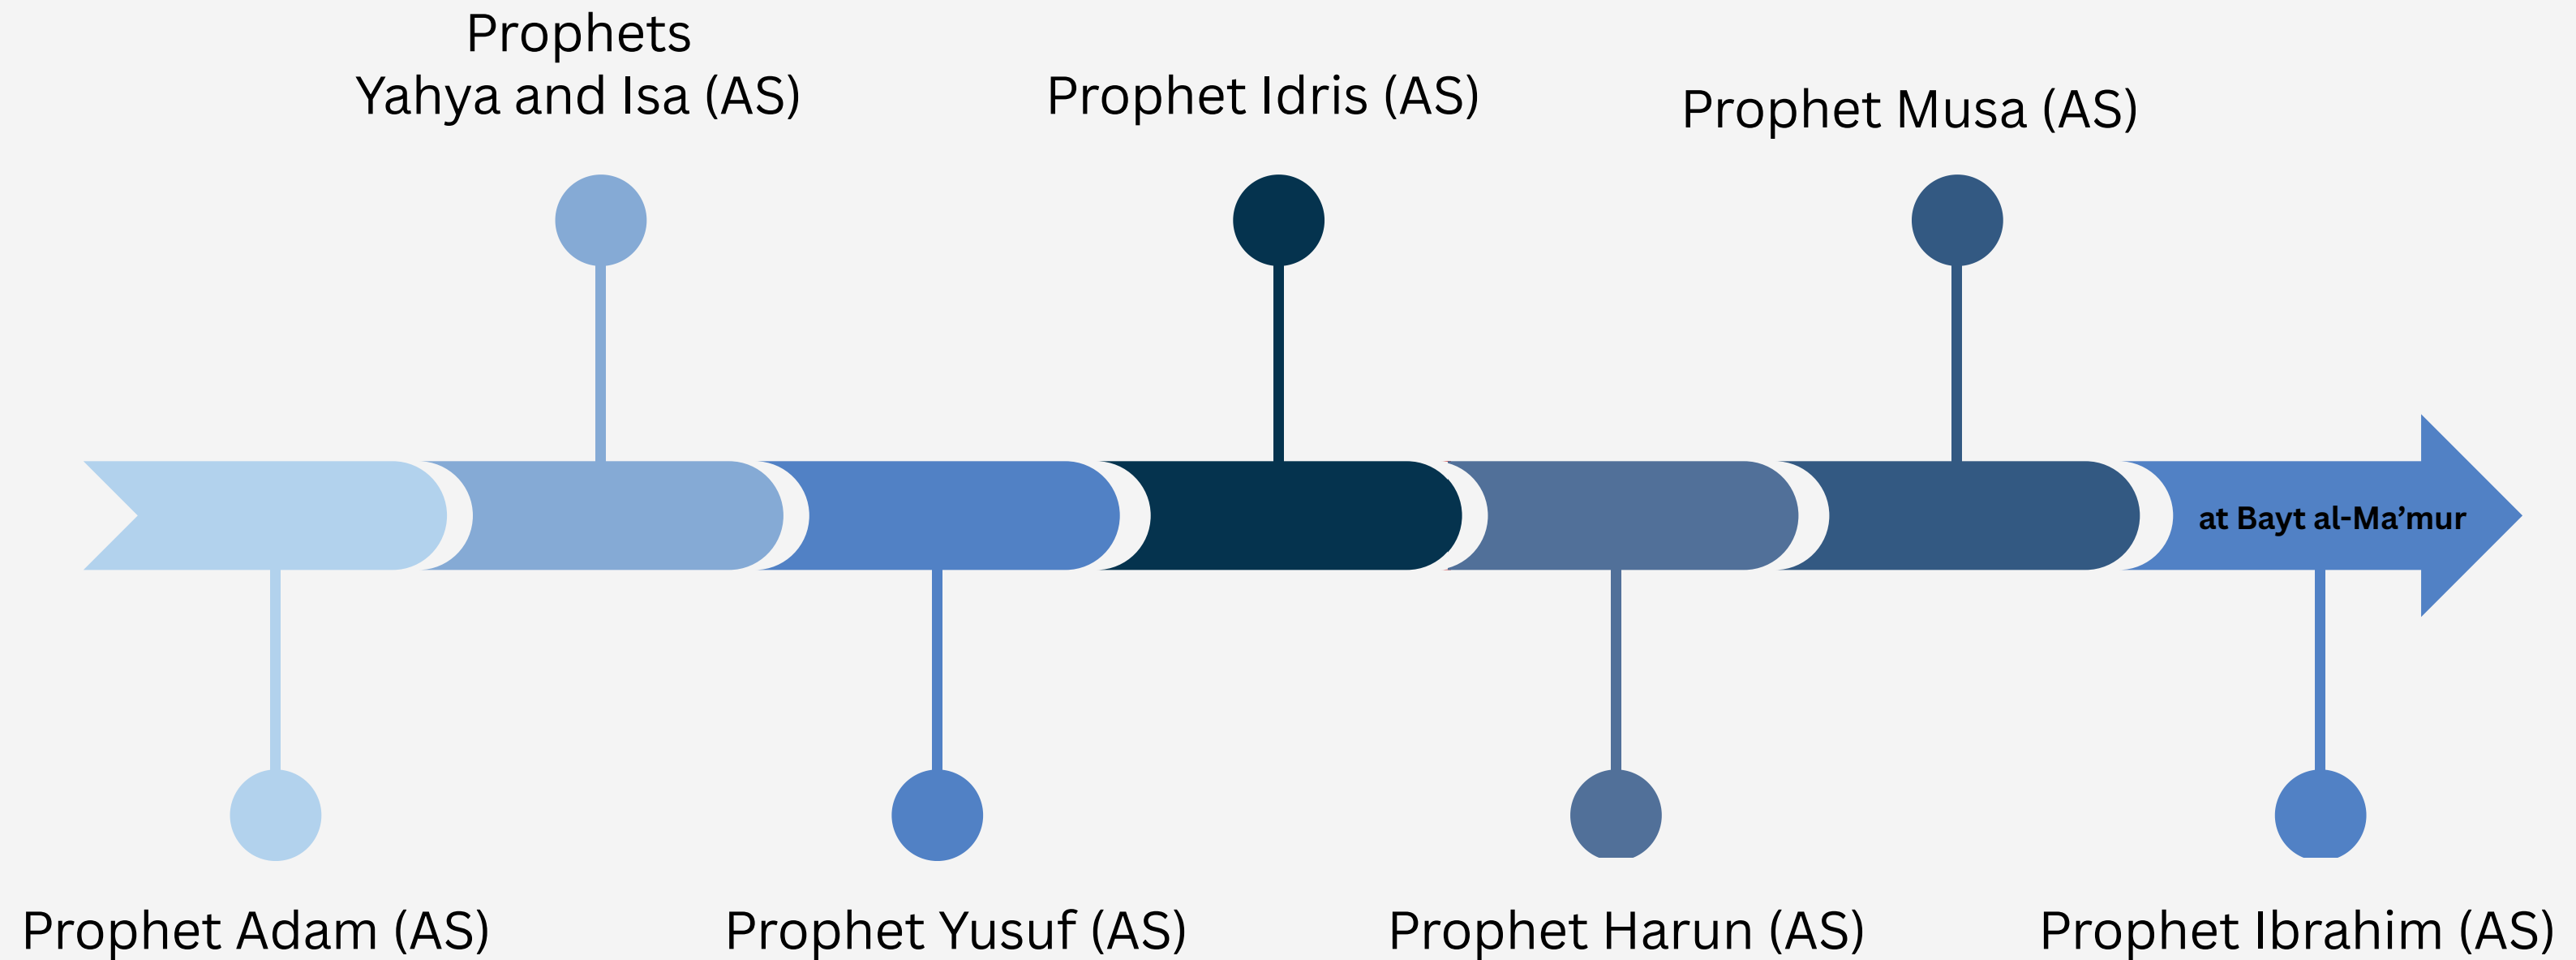 Prophets
Yahya and Isa (AS)
Prophet Idris (AS)
Prophet Musa (AS)
at Bayt al-Ma’mur
Prophet Adam (AS)
Prophet Yusuf (AS)
Prophet Harun (AS)
Prophet Ibrahim (AS)